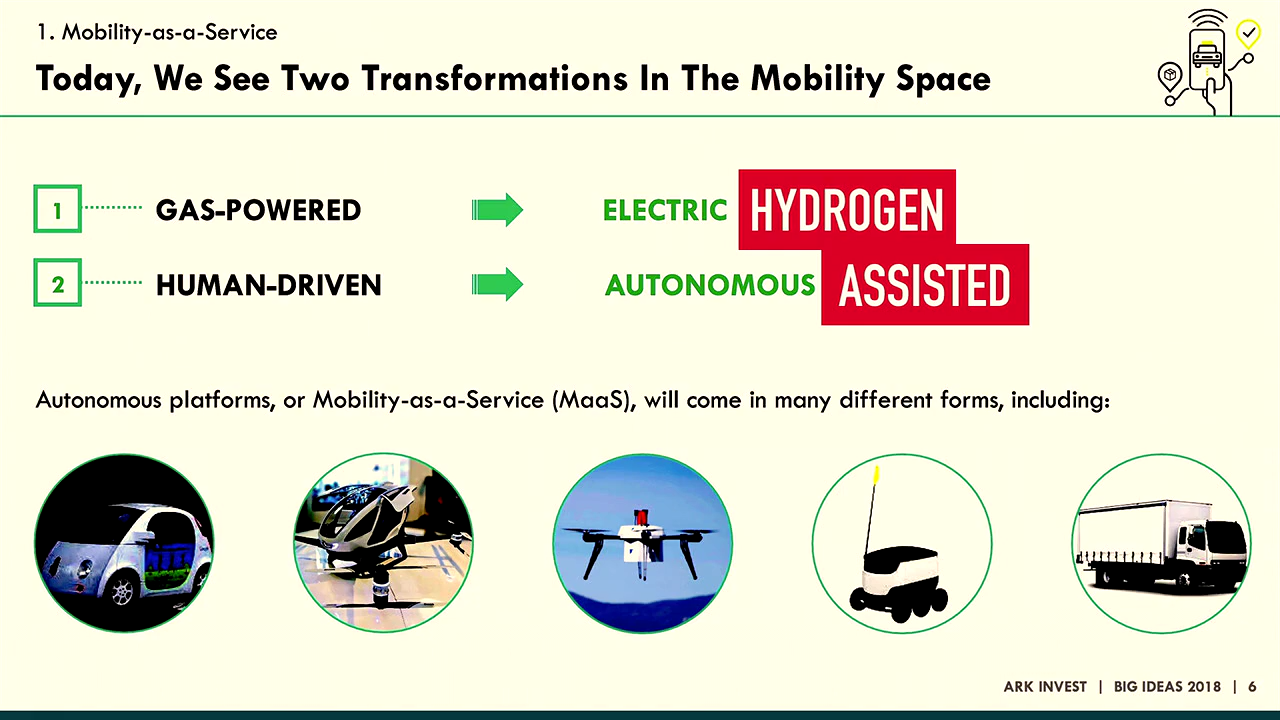 1. Mobility-as-a-Service
Today, We See Two Transformations In The Mobility Space
1 GAS-POWERED ELECTRIC HYDROGEN
2 HUMAN-DRIVEN AUTONOMOUS ASSISTED
Autonomous platforms, or Mobility-as-a-Service (MaaS), will come in many different forms, including:
ARK INVEST | BIG IDEAS 2018 | 6